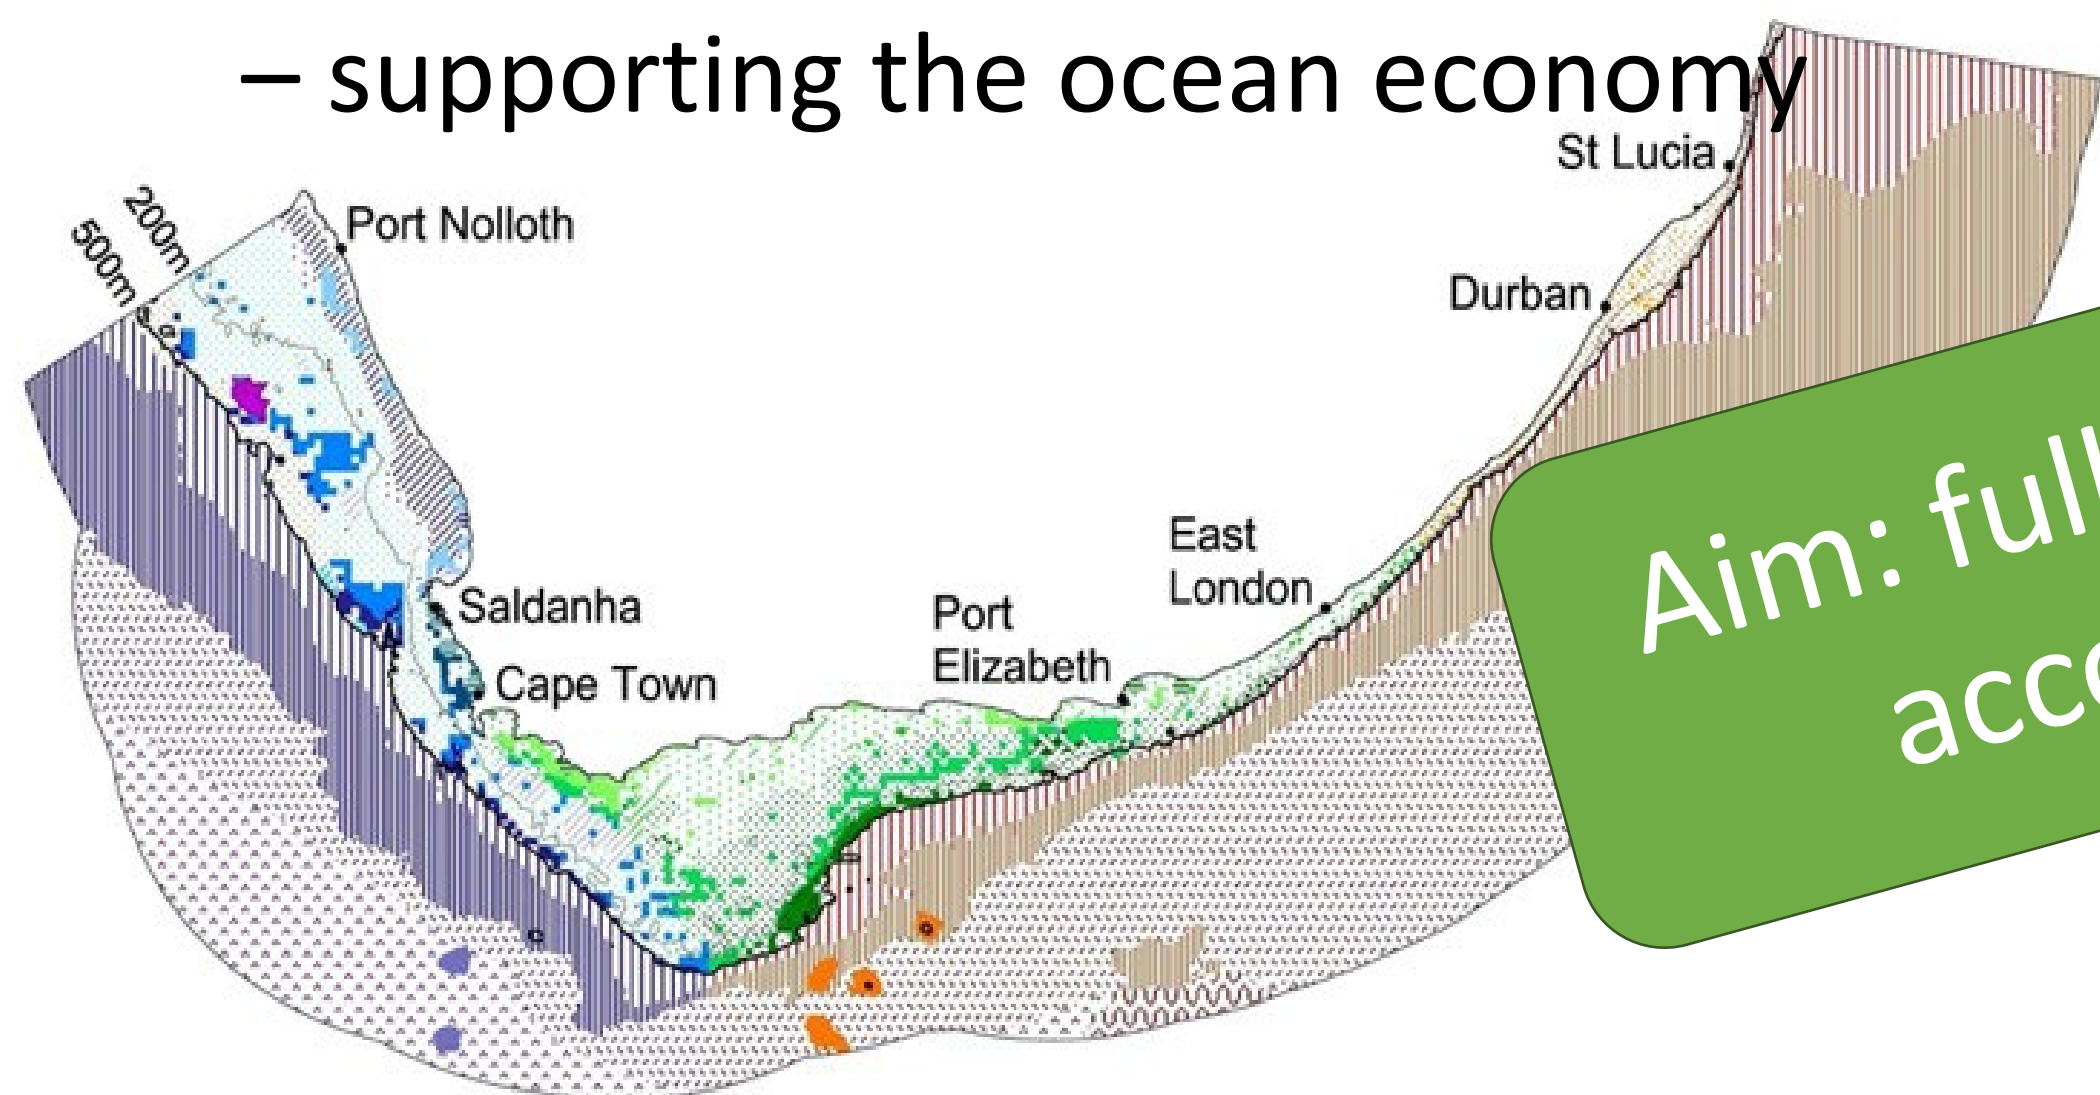 – supporting the ocean economy
St Lucia
200m
500m
Port Nolloth
Durban
Aim: full
East
London
Saldanha
Port
Elizabeth
Cape Town